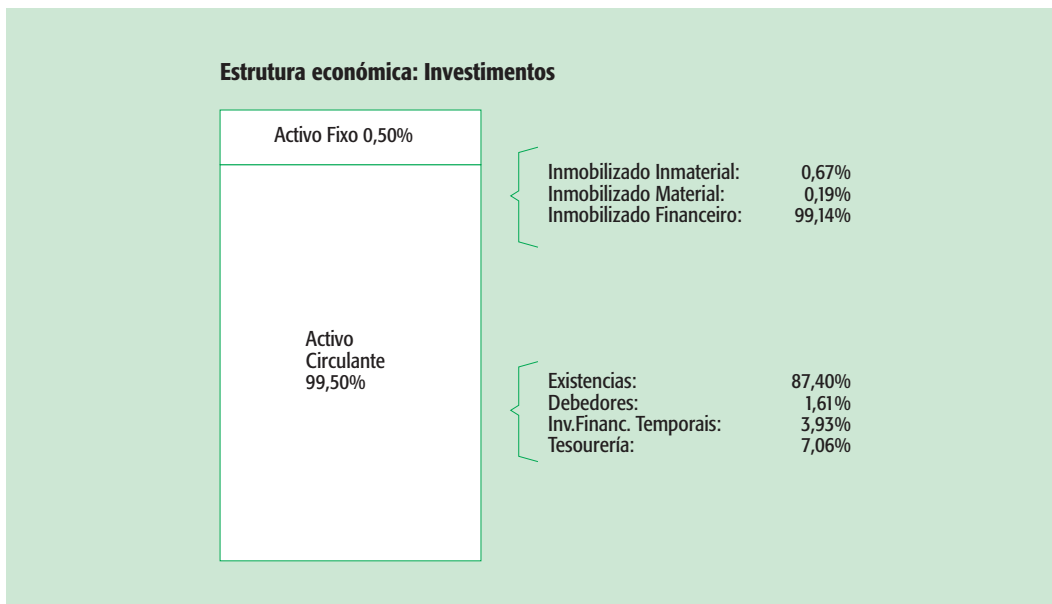 Estrutura económica: Investimentos
Activo Fixo 0,50%
Inmobilizado Inmaterial: 0,67%
Inmobilizado Material: 0,19%
Inmobilizado Financeiro: 99,14%
Activo
Circulante
99,50%
Existencias: 87,40%
Debedores: 1,61%
Inv.Financ. Temporais: 3,93%
Tesourería: 7,06%